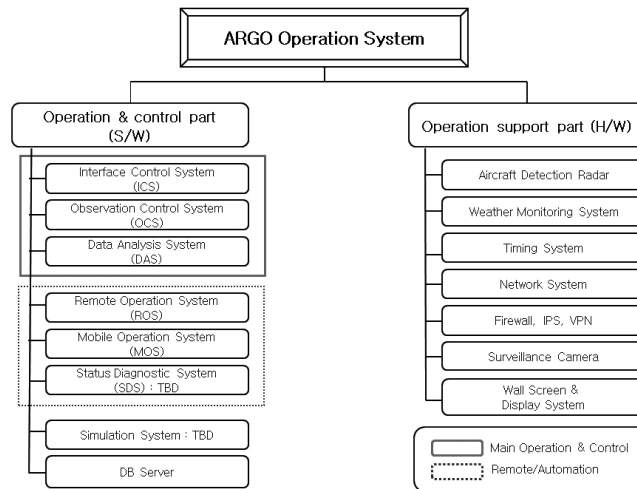 ARGO Operation System
Operation & control part
(S/W)
Interface Control System
(ICS)
Observation Control System
(OCS)
Data Analysis System
(DAS)
Remote Operation System
(ROS)
Mobile Operation System
(MOS)
Status Diagnostic System
(SDS) : TBD
Simulation System : TBD
DB Server
Operation support part (H/W)
Aircraft Detection Radar
Weather Monitoring System
Timing System
Network System
Firewall, IPS, VPN
Surveillance Camera
Wall Screen &
Display System
Main Operation & Control
Remote/Automation